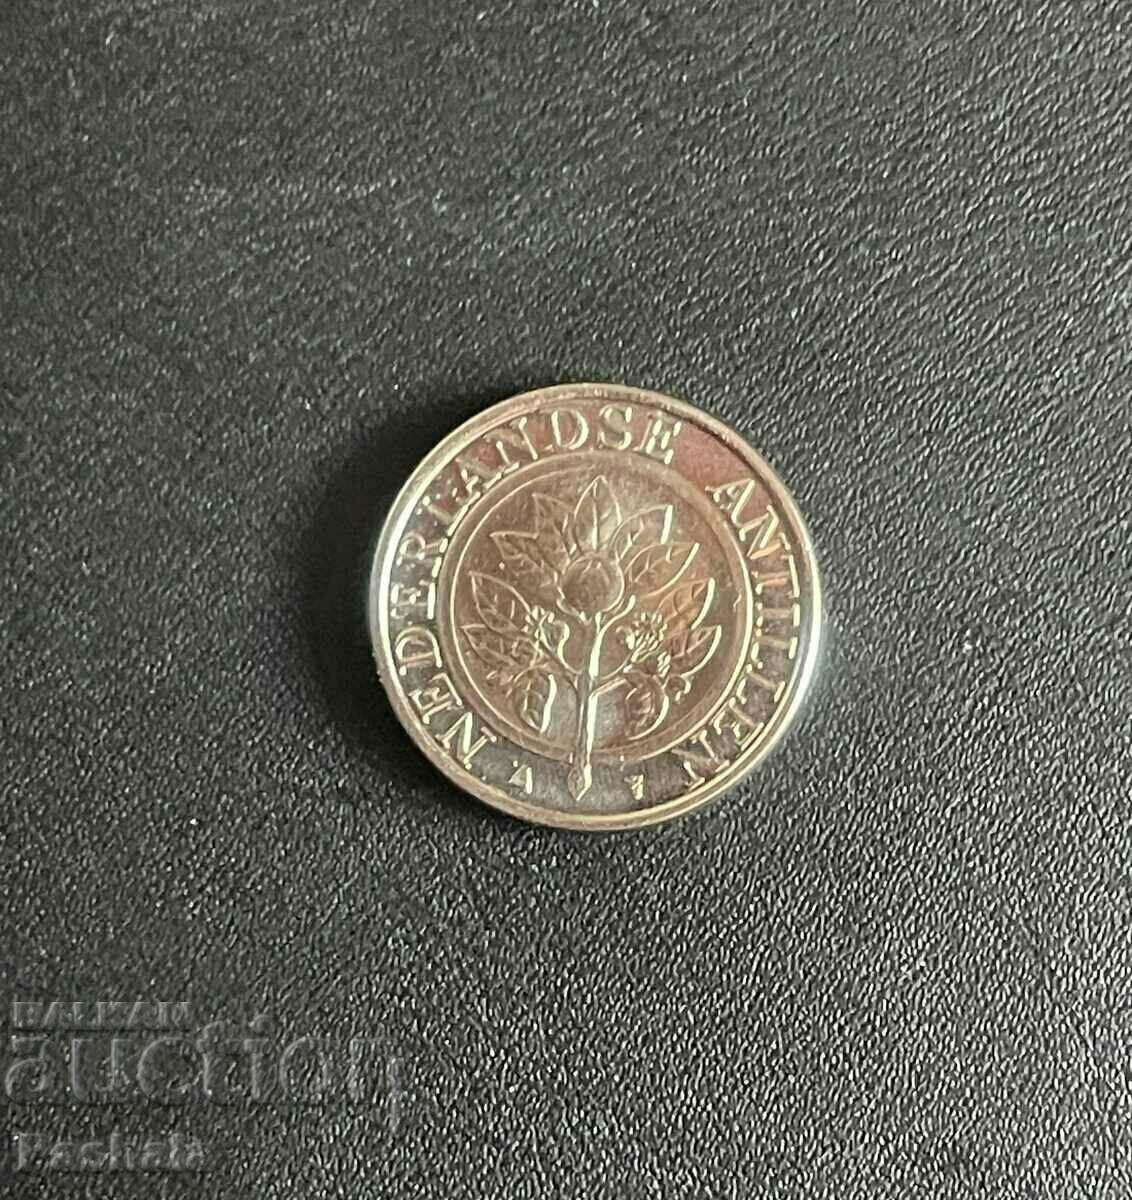 NEDERLANDSE ANTILLEN
BALKAN
auction
Pashata